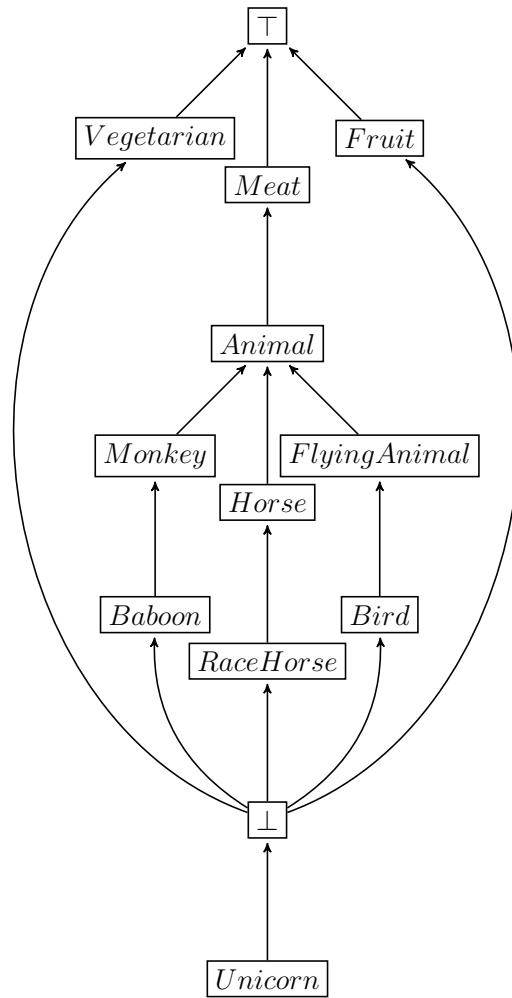 ⊤
Vegetarian
Fruit
Meat
Animal
Monkey
FlyingAnimal
Horse
Baboon
Bird
RaceHorse
⊥
Unicorn